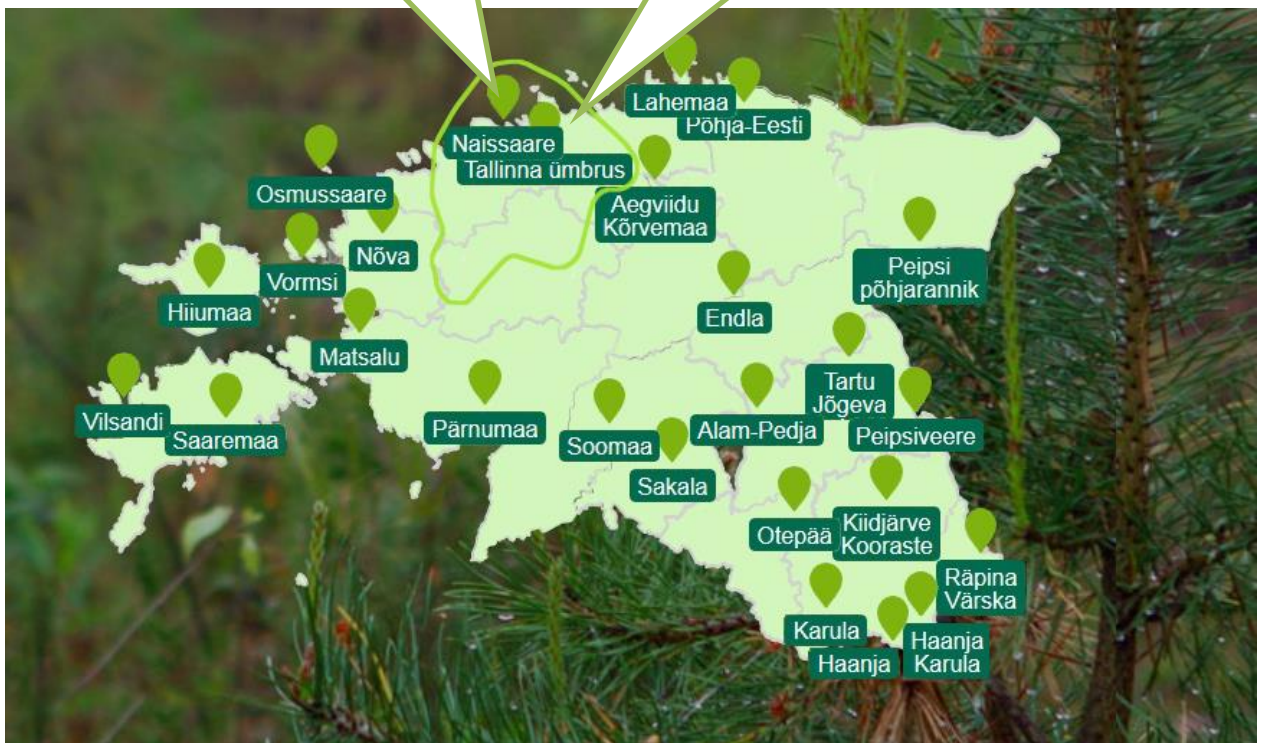 Lahemaa
Põhja-Eesti
Naissaare
Tallinna ümbrus
Osmussaare
Aegviidu
Kõrvemaa
Nõva
Vormsi
Hiiumaa
Peipsi
põhjarannik
Endla
Matsalu
Tartu
Jõgeva
Vilsandi
Saaremaa
Pärnumaa
Soomaa
Alam-Pedja
Peipsiveere
Sakala
Otepää
Kiidjärve
Kooraste
Räpina
Värska
Karula
Haanja
Haanja
Karula